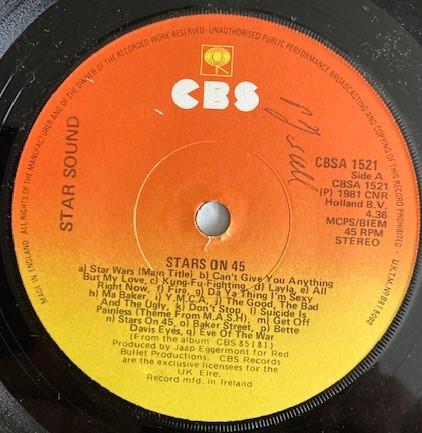 ALL RIGHTS OF THE MANUFACTURER AND OF THE OWNER OF THE RECORDED WORK RESERVED · UNAUTHORISED PUBLIC PERFORMANCE BROADCASTING AND COPYING OF THIS RECORD PROHIBITED
CBS
STAR SOUND
CBSA 1521
Side A
CBSA 1521
(P) 1981 CNR
Holland B.V.
4.36
MCPS/BIEM
45 RPM
STEREO
MADE IN ENGLAND
STARS ON 45
a) Star Wars (Main Title), b) Can't Give You Anything
But My Love, c) Kung-Fu-Fighting, d) Layla, e) All
Right Now, f) Fire, g) Da Ya Thing I'm Sexy
h) Ma Baker, i) Y.M.C.A, j) The Good, The Bad
And The Ugly, k) Don't Stop, l) Suicide Is
Painless (Theme From M.A.S.H), m) Get Off
n) Stars On 45, o) Baker Street, p) Bette
Davis Eyes, q) Eve Of The War
(From the album CBS 85181)
Produced by Jaap Eggermont for Red
Bullet Productions. CBS Records
are the exclusive licensees for the
UK Eire.
Record mfd. in Ireland